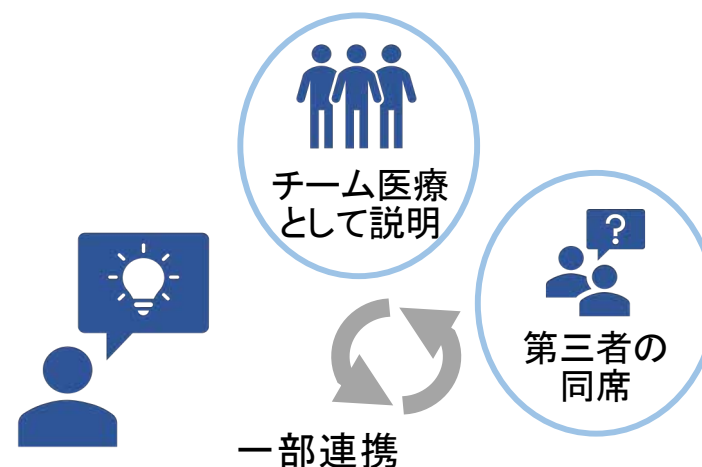 チーム医療
として説明
?
第三者の
同席
一部連携